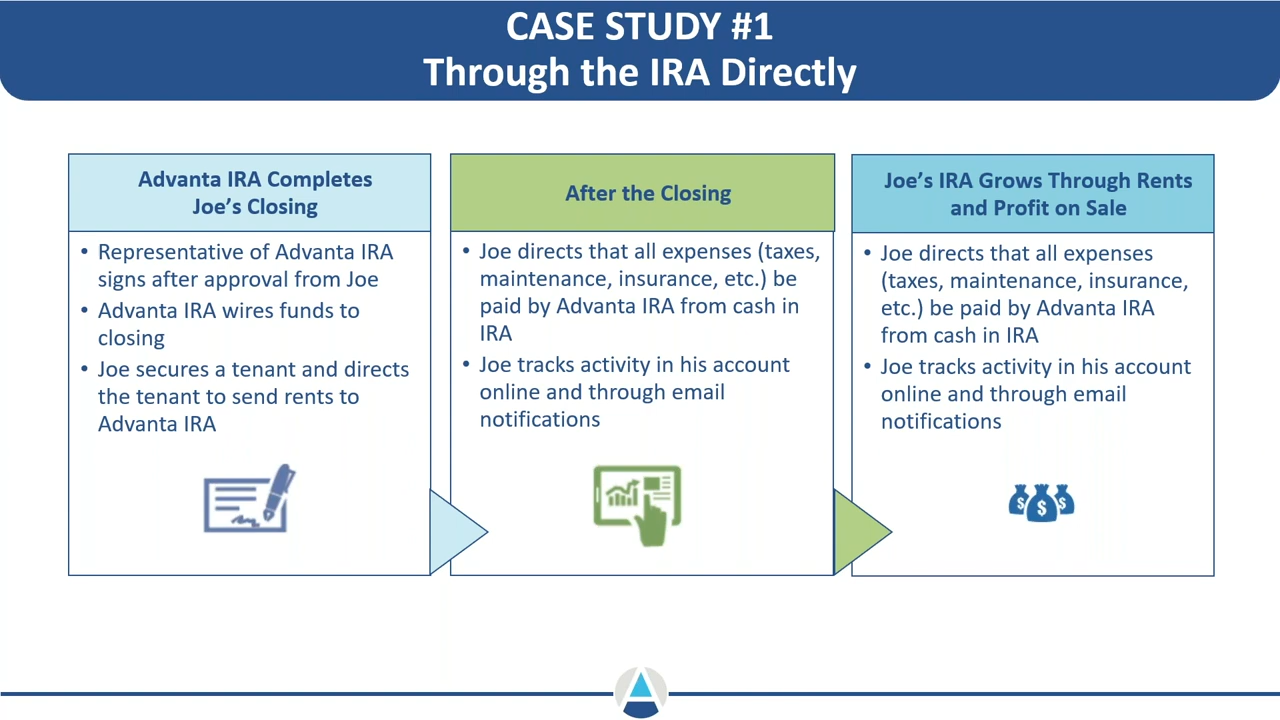 CASE STUDY #1
Through the IRA Directly
Advanta IRA Completes
Joe's Closing
• Representative of Advanta IRA
signs after approval from Joe
• Advanta IRA wires funds to
closing
• Joe secures a tenant and directs
the tenant to send rents to
Advanta IRA
After the Closing
• Joe directs that all expenses (taxes,
maintenance, insurance, etc.) be
paid by Advanta IRA from cash in
IRA
• Joe tracks activity in his account
online and through email
notifications
Joe's IRA Grows Through Rents
and Profit on Sale
• Joe directs that all expenses
(taxes, maintenance, insurance,
etc.) be paid by Advanta IRA
from cash in IRA
• Joe tracks activity in his account
online and through email
notifications
$ $ $